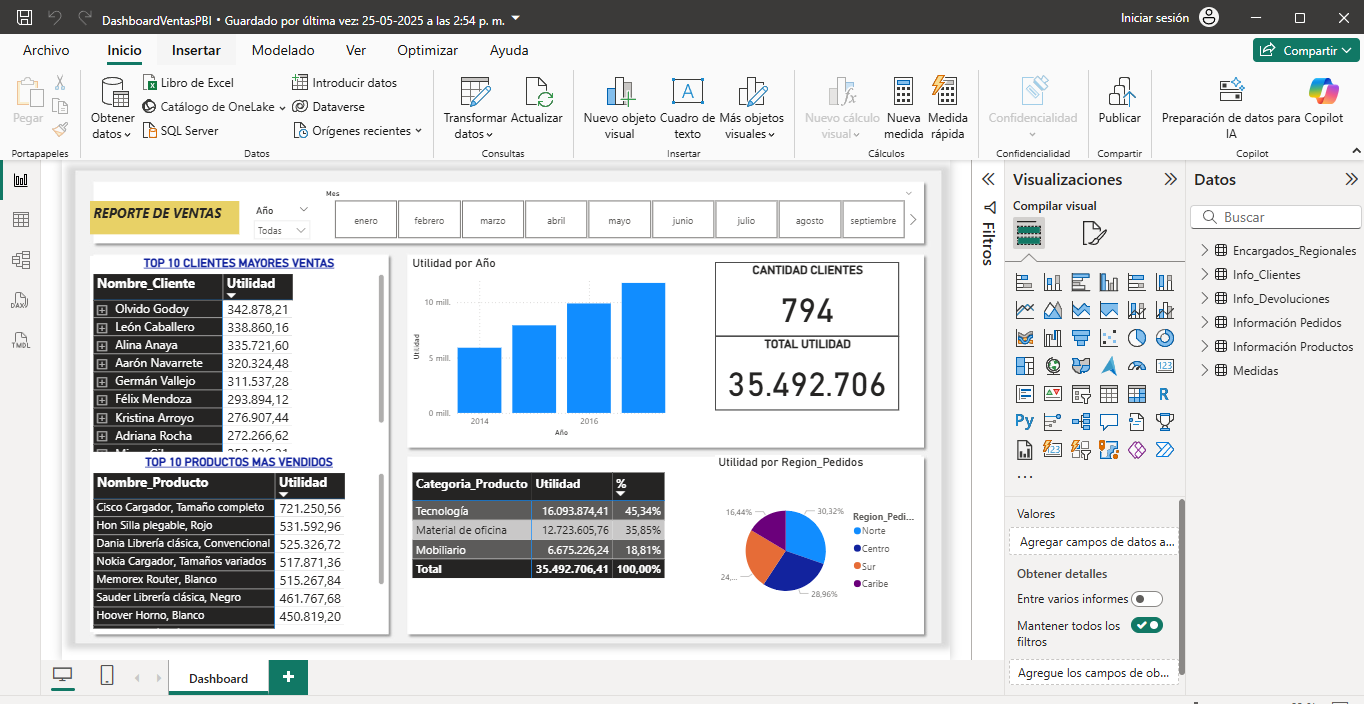 DashboardVentasPBI • Guardado por última vez: 25-05-2025 a las 2:54 p. m.
Iniciar sesión
Archivo Inicio Insertar Modelado Ver Optimizar Ayuda
Compartir
Pegar
Portapapeles
Obtener datos
Libro de Excel
Catálogo de OneLake
SQL Server
Introducir datos
Dataverse
Orígenes recientes
Datos
Transformar datos
Actualizar
Consultas
Nuevo objeto visual
Cuadro de texto
Más objetos visuales
Insertar
Nuevo cálculo visual
Nueva medida
Medida rápida
Cálculos
Confidencialidad
Confidencialidad
Publicar
Compartir
Preparación de datos para IA
Copilot
Copilot
REPORTE DE VENTAS
Año
Todas
Mes
enero febrero marzo abril mayo junio julio agosto septiembre
TOP 10 CLIENTES MAYORES VENTAS
Nombre_Cliente Utilidad
Olvido Godoy 342.878,21
León Caballero 338.860,16
Alina Anaya 335.721,60
Aarón Navarrete 320.324,48
Germán Vallejo 311.537,28
Félix Mendoza 293.894,12
Kristina Arroyo 276.907,44
Adriana Rocha 272.266,62
TOP 10 PRODUCTOS MAS VENDIDOS
Nombre_Producto Utilidad
Cisco Cargador, Tamaño completo 721.250,56
Hon Silla plegable, Rojo 531.592,96
Dania Librería clásica, Convencional 525.326,72
Nokia Cargador, Tamaños variados 517.871,36
Memorex Router, Blanco 515.267,84
Sauder Librería clásica, Negro 461.767,68
Hoover Horno, Blanco 450.819,20
Utilidad por Año
Utilidad
10 mill.
5 mill.
0 mill.
2014 2016
Año
CANTIDAD CLIENTES
794
TOTAL UTILIDAD
35.492.706
Categoria_Producto Utilidad %
Tecnología 16.093.874,41 45,34%
Material de oficina 12.723.605,76 35,85%
Mobiliario 6.675.226,24 18,81%
Total 35.492.706,41 100,00%
Utilidad por Region_Pedidos
16,44%
30,32%
24,...
28,96%
Region_Pedi...
Norte
Centro
Sur
Caribe
Filtros
Visualizaciones
Compilar visual
123
R
Py
123
...
Valores
Agregar campos de datos a...
Obtener detalles
Entre varios informes
Mantener todos los filtros
Agregue los campos de ob...
Datos
Buscar
Encargados_Regionales
Info_Clientes
Info_Devoluciones
Información Pedidos
Información Productos
Medidas
DAX
TMDL
Dashboard